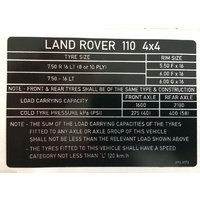 LAND ROVER 110 4x4
TYRE SIZE RIM SIZE
7.50 R 16 LT (8 or 10 PLY) 5.50 F x 16
6.00 F x 16
7.50 - 16 LT 6.00 G x 16
NOTE : FRONT & REAR TYRES SHALL BE OF THE SAME TYPE & CONSTRUCTION
LOAD CARRYING CAPACITY FRONT AXLE REAR AXLE
1600 2100
COLD TYRE PRESSURE kPa (PSI) 275 (40) 400 (58)
NOTE - THE SUM OF THE LOAD CARRYING CAPACITIES OF THE TYRES
FITTED TO ANY AXLE OR AXLE GROUP OF THIS VEHICLE SHALL
NOT BE LESS THAN THE RELEVANT LOAD SHOWN ABOVE
- THE TYRES FITTED TO THIS VEHICLE SHALL HAVE A SPEED
CATEGORY NOT LESS THAN "L", 120 km/h